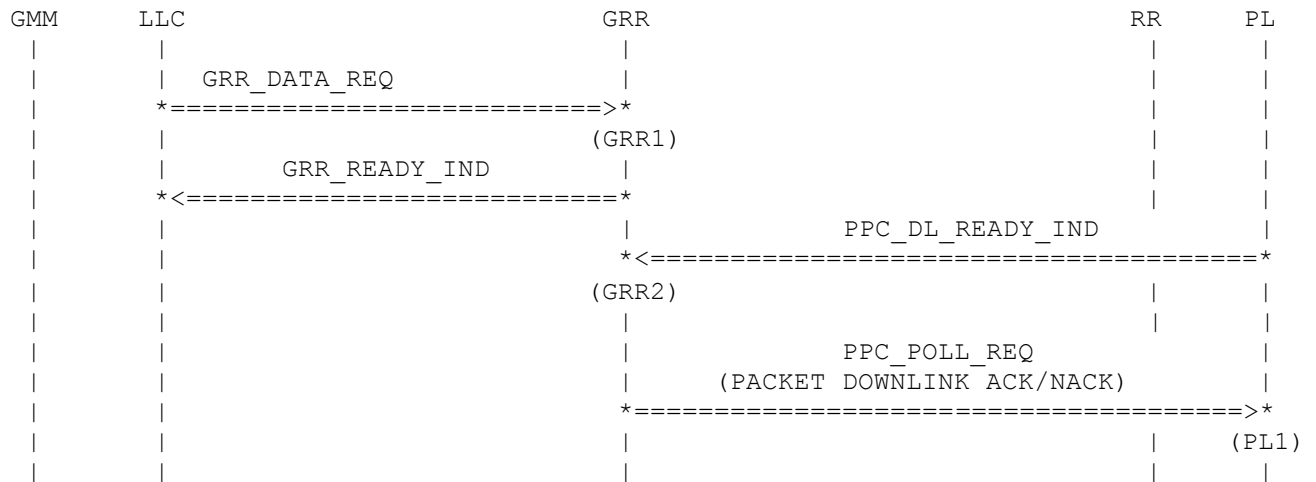 GMM LLC GRR RR PL
GRR_DATA_REQ
(GRR1)
GRR_READY_IND
PPC_DL_READY_IND
(GRR2)
PPC_POLL_REQ
(PACKET DOWNLINK ACK/NACK)
(PL1)